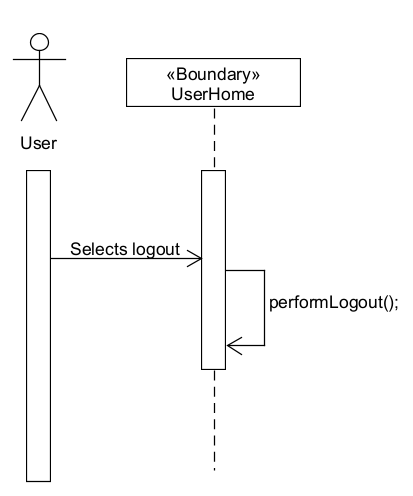 «Boundary»
UserHome
User
Selects logout
performLogout();